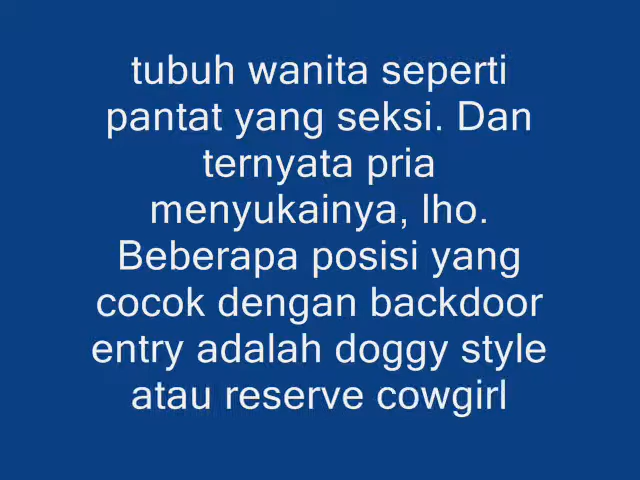 tubuh wanita seperti
pantat yang seksi. Dan
ternyata pria
menyukainya, lho.
Beberapa posisi yang
cocok dengan backdoor
entry adalah doggy style
atau reserve cowgirl